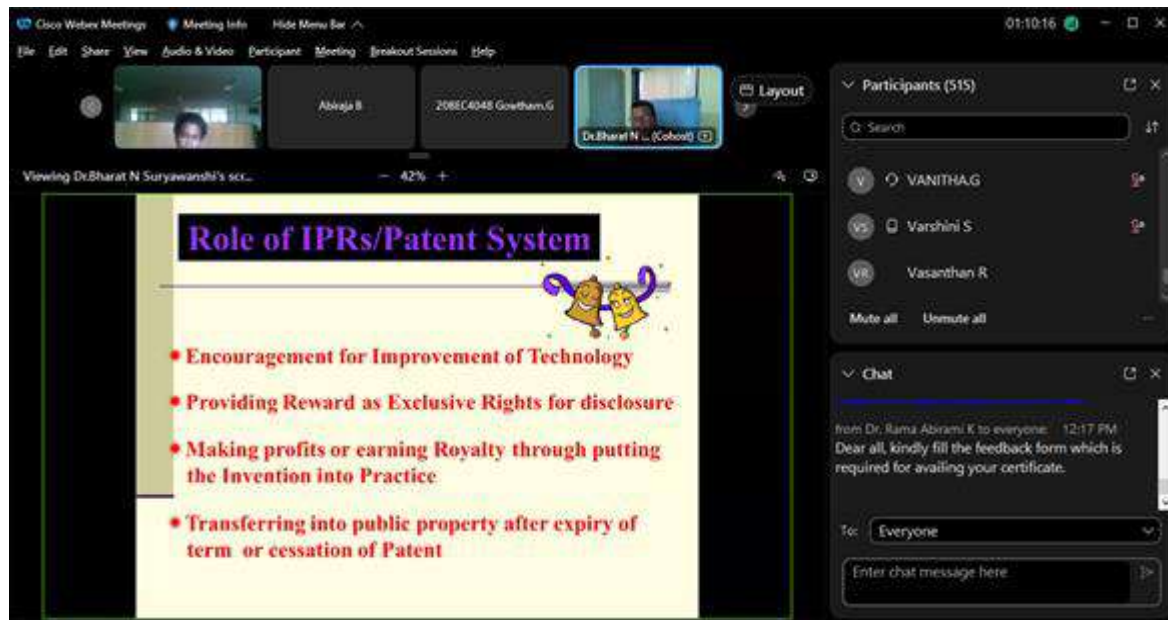 Cisco Webex Meetings Meeting Info Hide Menu Bar
01:10:16
File Edit Share View Audio & Video Participant Meeting Breakout Sessions Help
Abiraja B
208EC4048 Gowtham.G
Dr.Bharat N ... (Cohost)
Layout
Viewing Dr.Bharat N Suryawanshi's scr...
− 42% +
Role of IPRs/Patent System
Encouragement for Improvement of Technology
Providing Reward as Exclusive Rights for disclosure
Making profits or earning Royalty through putting
the Invention into Practice
Transferring into public property after expiry of
term or cessation of Patent
Participants (515)
Search
V VANITHA.G
VS Varshini S
VR Vasanthan R
Mute all Unmute all
Chat
from Dr. Rama Abirami K to everyone: 12:17 PM
Dear all, kindly fill the feedback form which is
required for availing your certificate.
To: Everyone
Enter chat message here